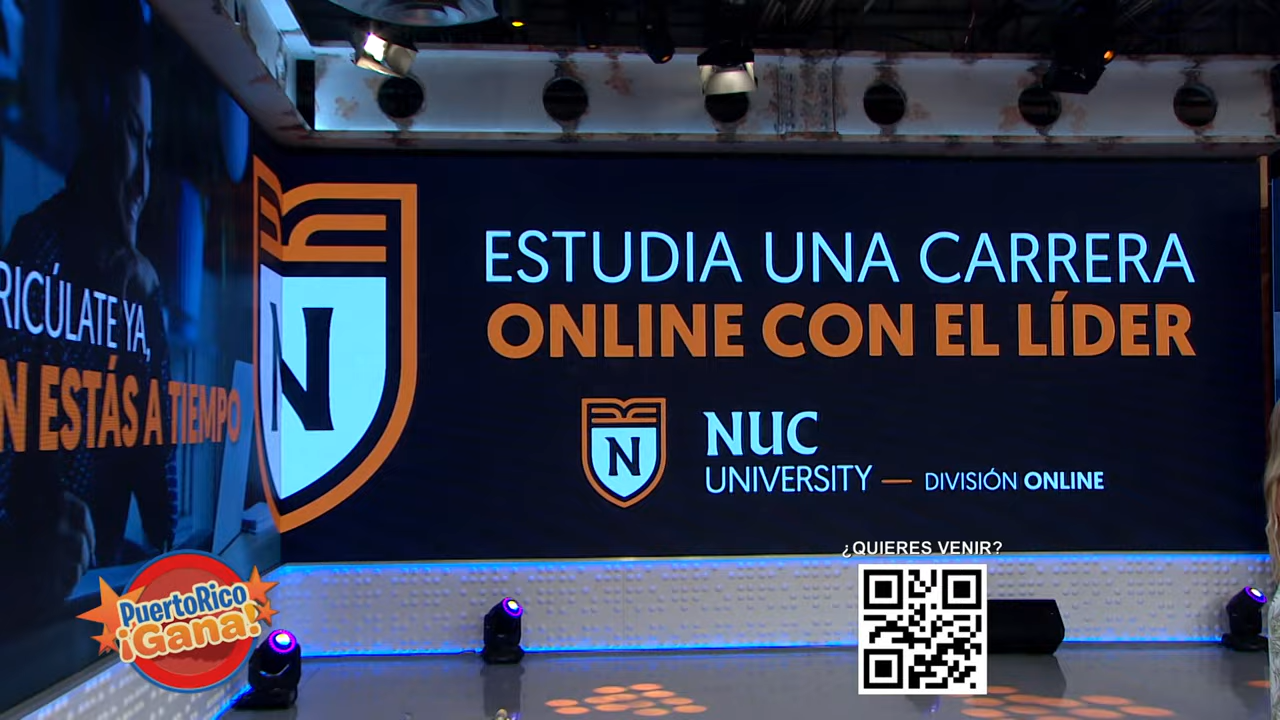 RICÚLATE YA,
N ESTÁS A TIEMPO
N
ESTUDIA UNA CARRERA
ONLINE CON EL LÍDER
N
NUC
UNIVERSITY — DIVISIÓN ONLINE
¿QUIERES VENIR?
PuertoRico
¡Gana!